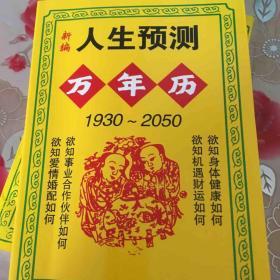 新编
人生预测
万年历
1930~2050
欲知身体健康如何
欲知机遇财运如何
欲知事业合作伙伴如何
欲知爱情婚配如何